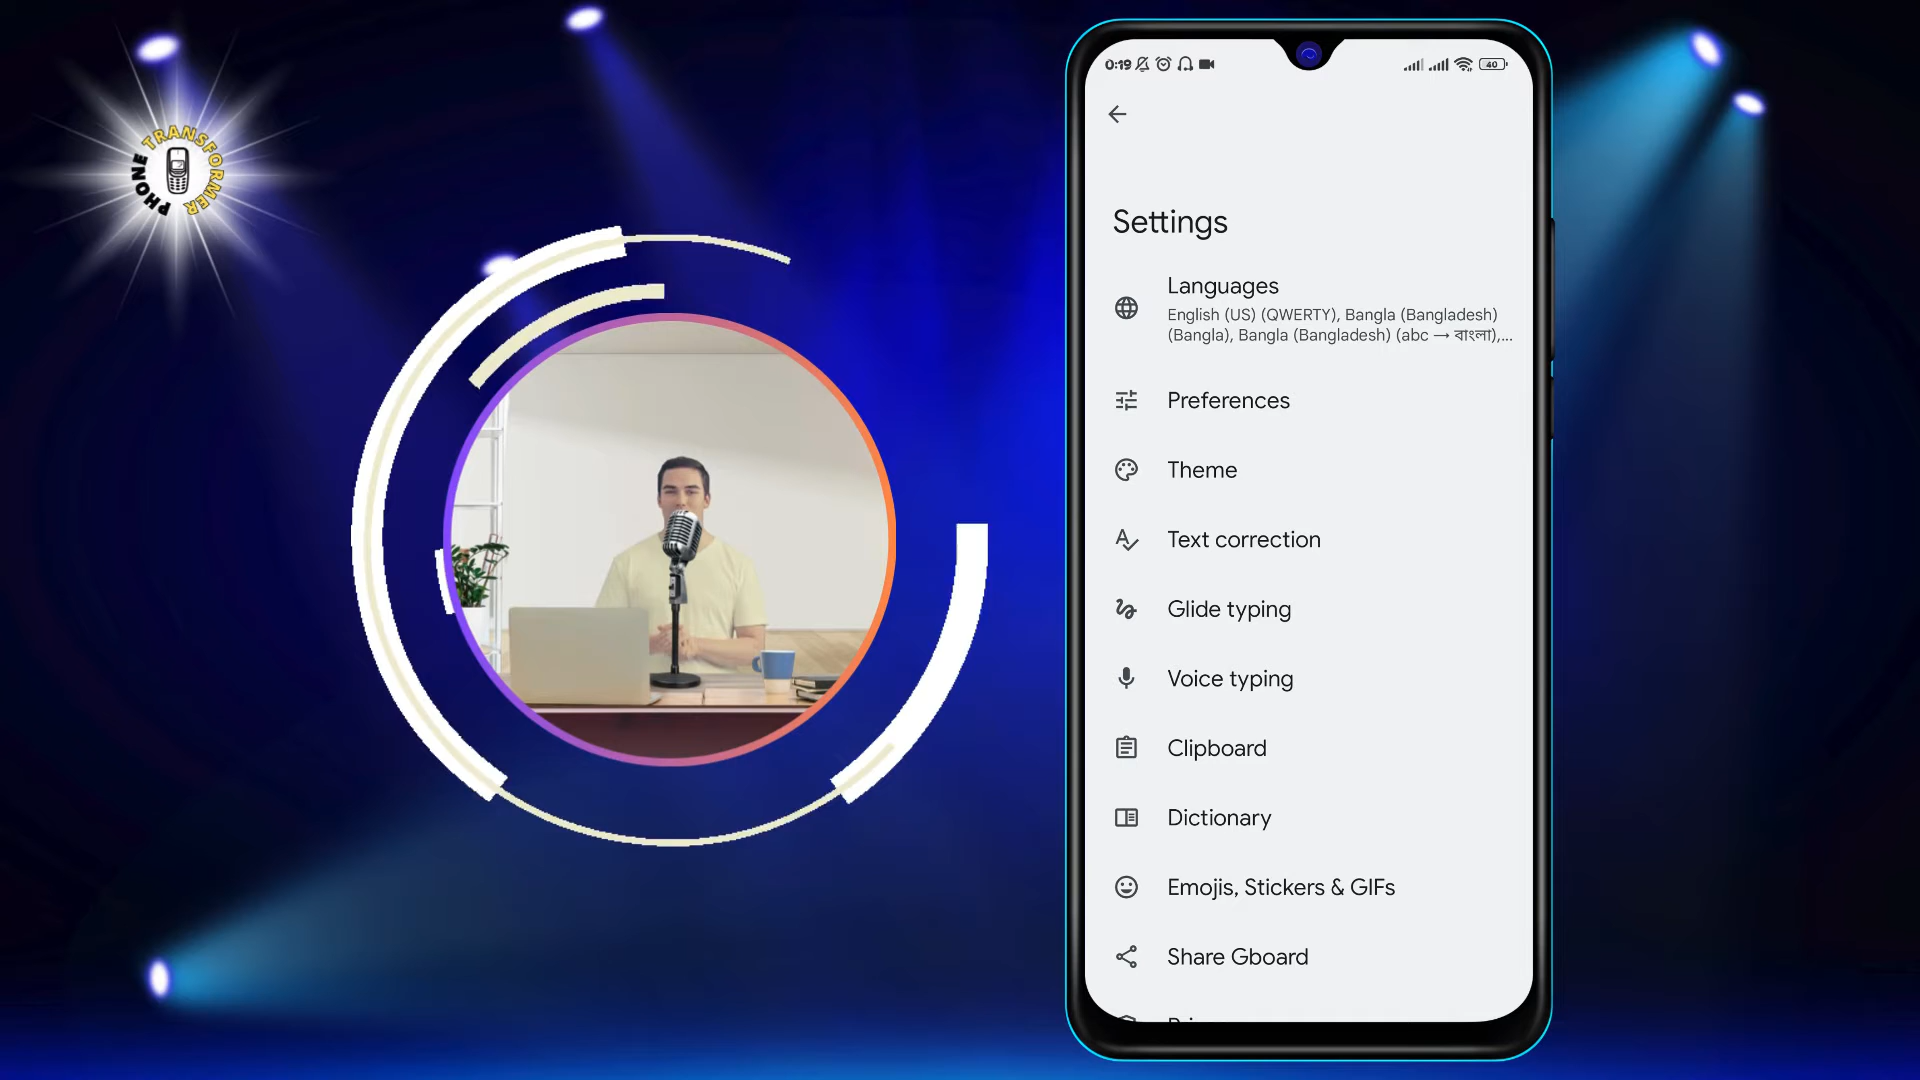 PHONE TRANSFORMER
0:19
40
Settings
Languages
English (US) (QWERTY), Bangla (Bangladesh)
(Bangla), Bangla (Bangladesh) (abc → বাংলা),...
Preferences
Theme
Text correction
Glide typing
Voice typing
Clipboard
Dictionary
Emojis, Stickers & GIFs
Share Gboard